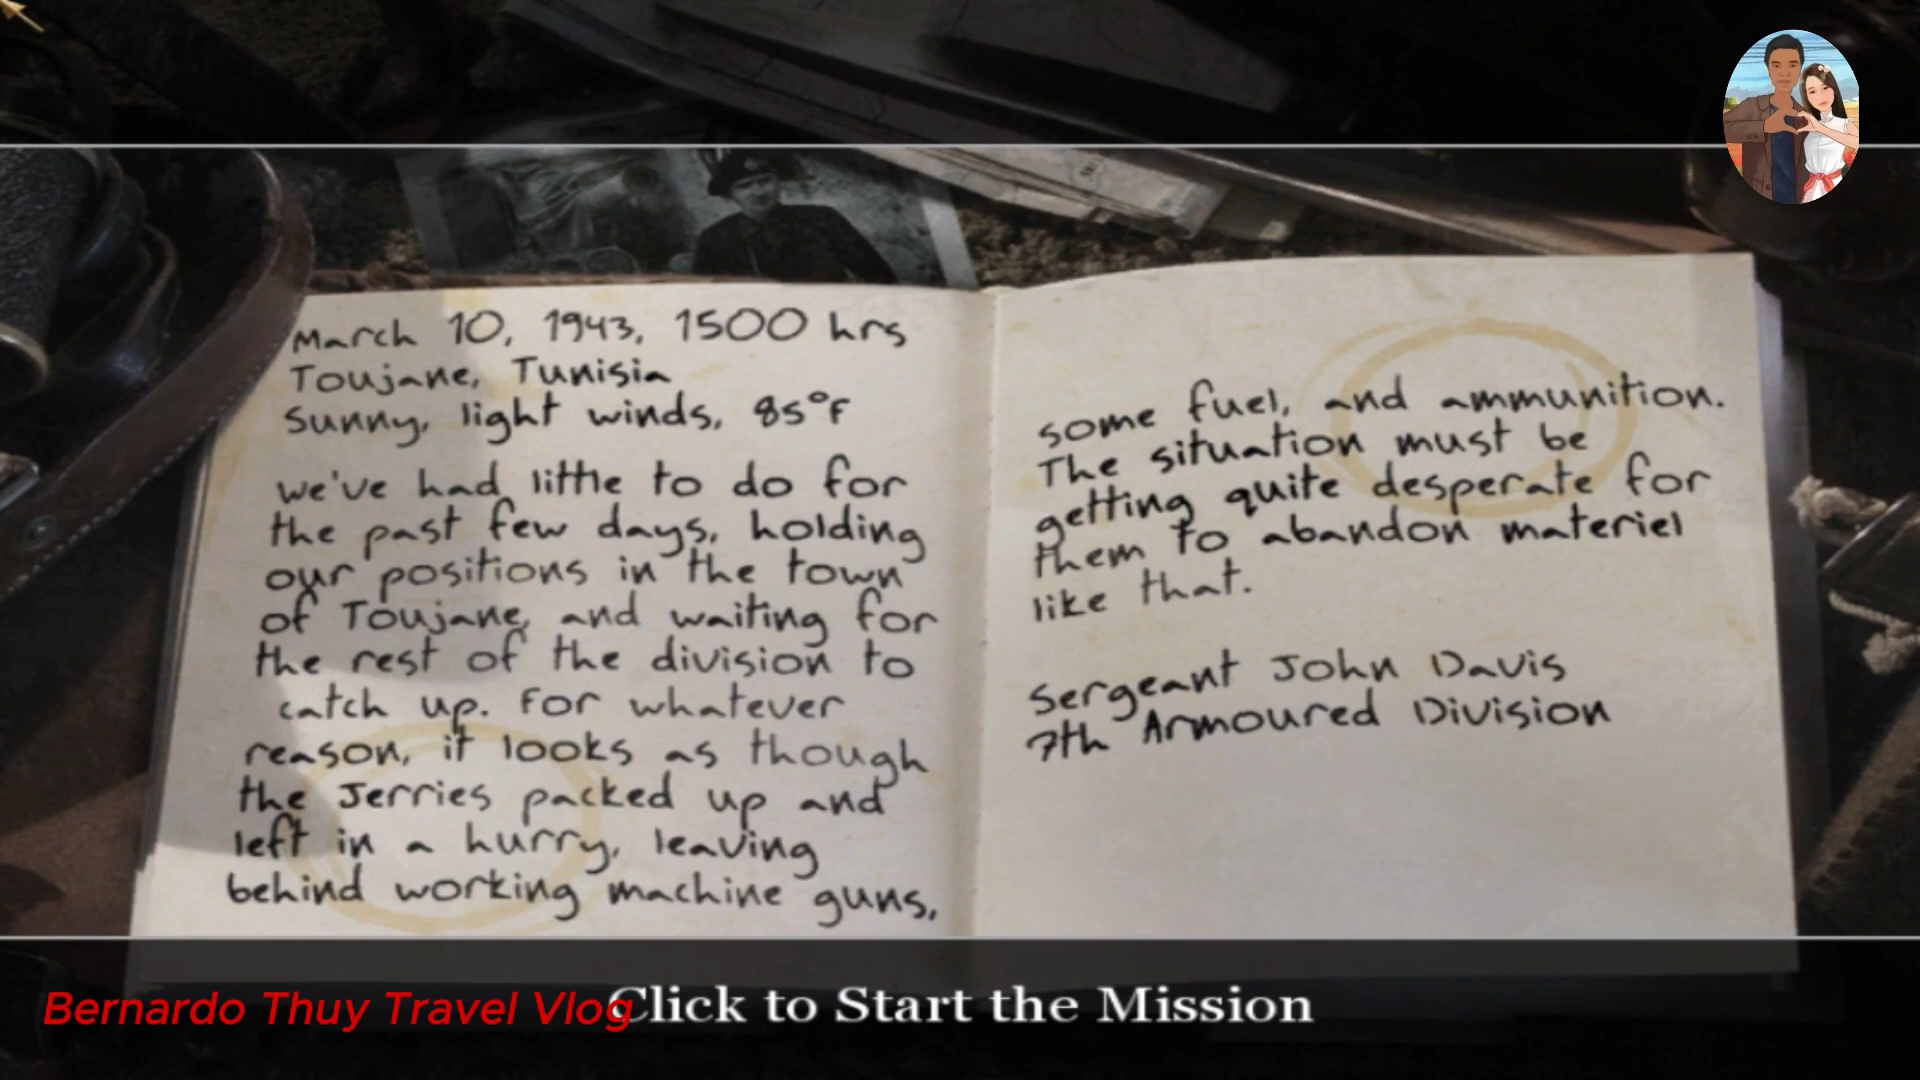 March 10, 1943, 1500 hrs
Toujane, Tunisia
Sunny, light winds, 85°F
We've had little to do for
the past few days, holding
our positions in the town
of Toujane, and waiting for
the rest of the division to
catch up. For whatever
reason, it looks as though
the Jerries packed up and
left in a hurry, leaving
behind working machine guns,
some fuel, and ammunition.
The situation must be
getting quite desperate for
them to abandon materiel
like that.
Sergeant John Davis
7th Armoured Division
Bernardo Thuy Travel Vlog
Click to Start the Mission